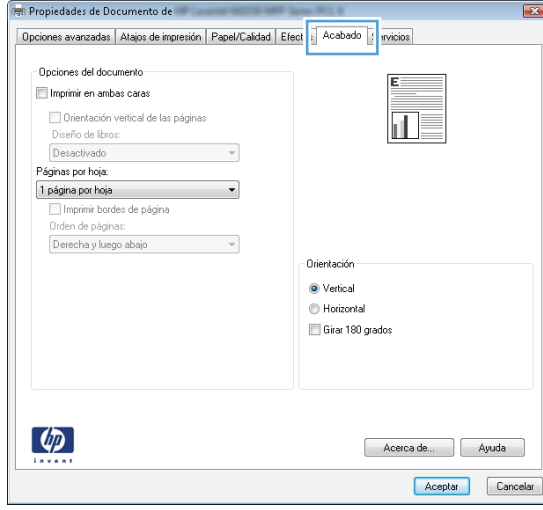 Propiedades de Documento de
Opciones avanzadas Atajos de impresión Papel/Calidad Acabado
Opciones del documento
Imprimir en ambas caras
Orientación vertical de las páginas
Diseño de libros:
Desactivado
Páginas por hoja:
1 página por hoja
Imprimir bordes de página
Orden de páginas:
Derecha y luego abajo
E
Orientación
Vertical
Horizontal
Girar 180 grados
hp
invent
Acerca de... Ayuda
Aceptar Cancelar